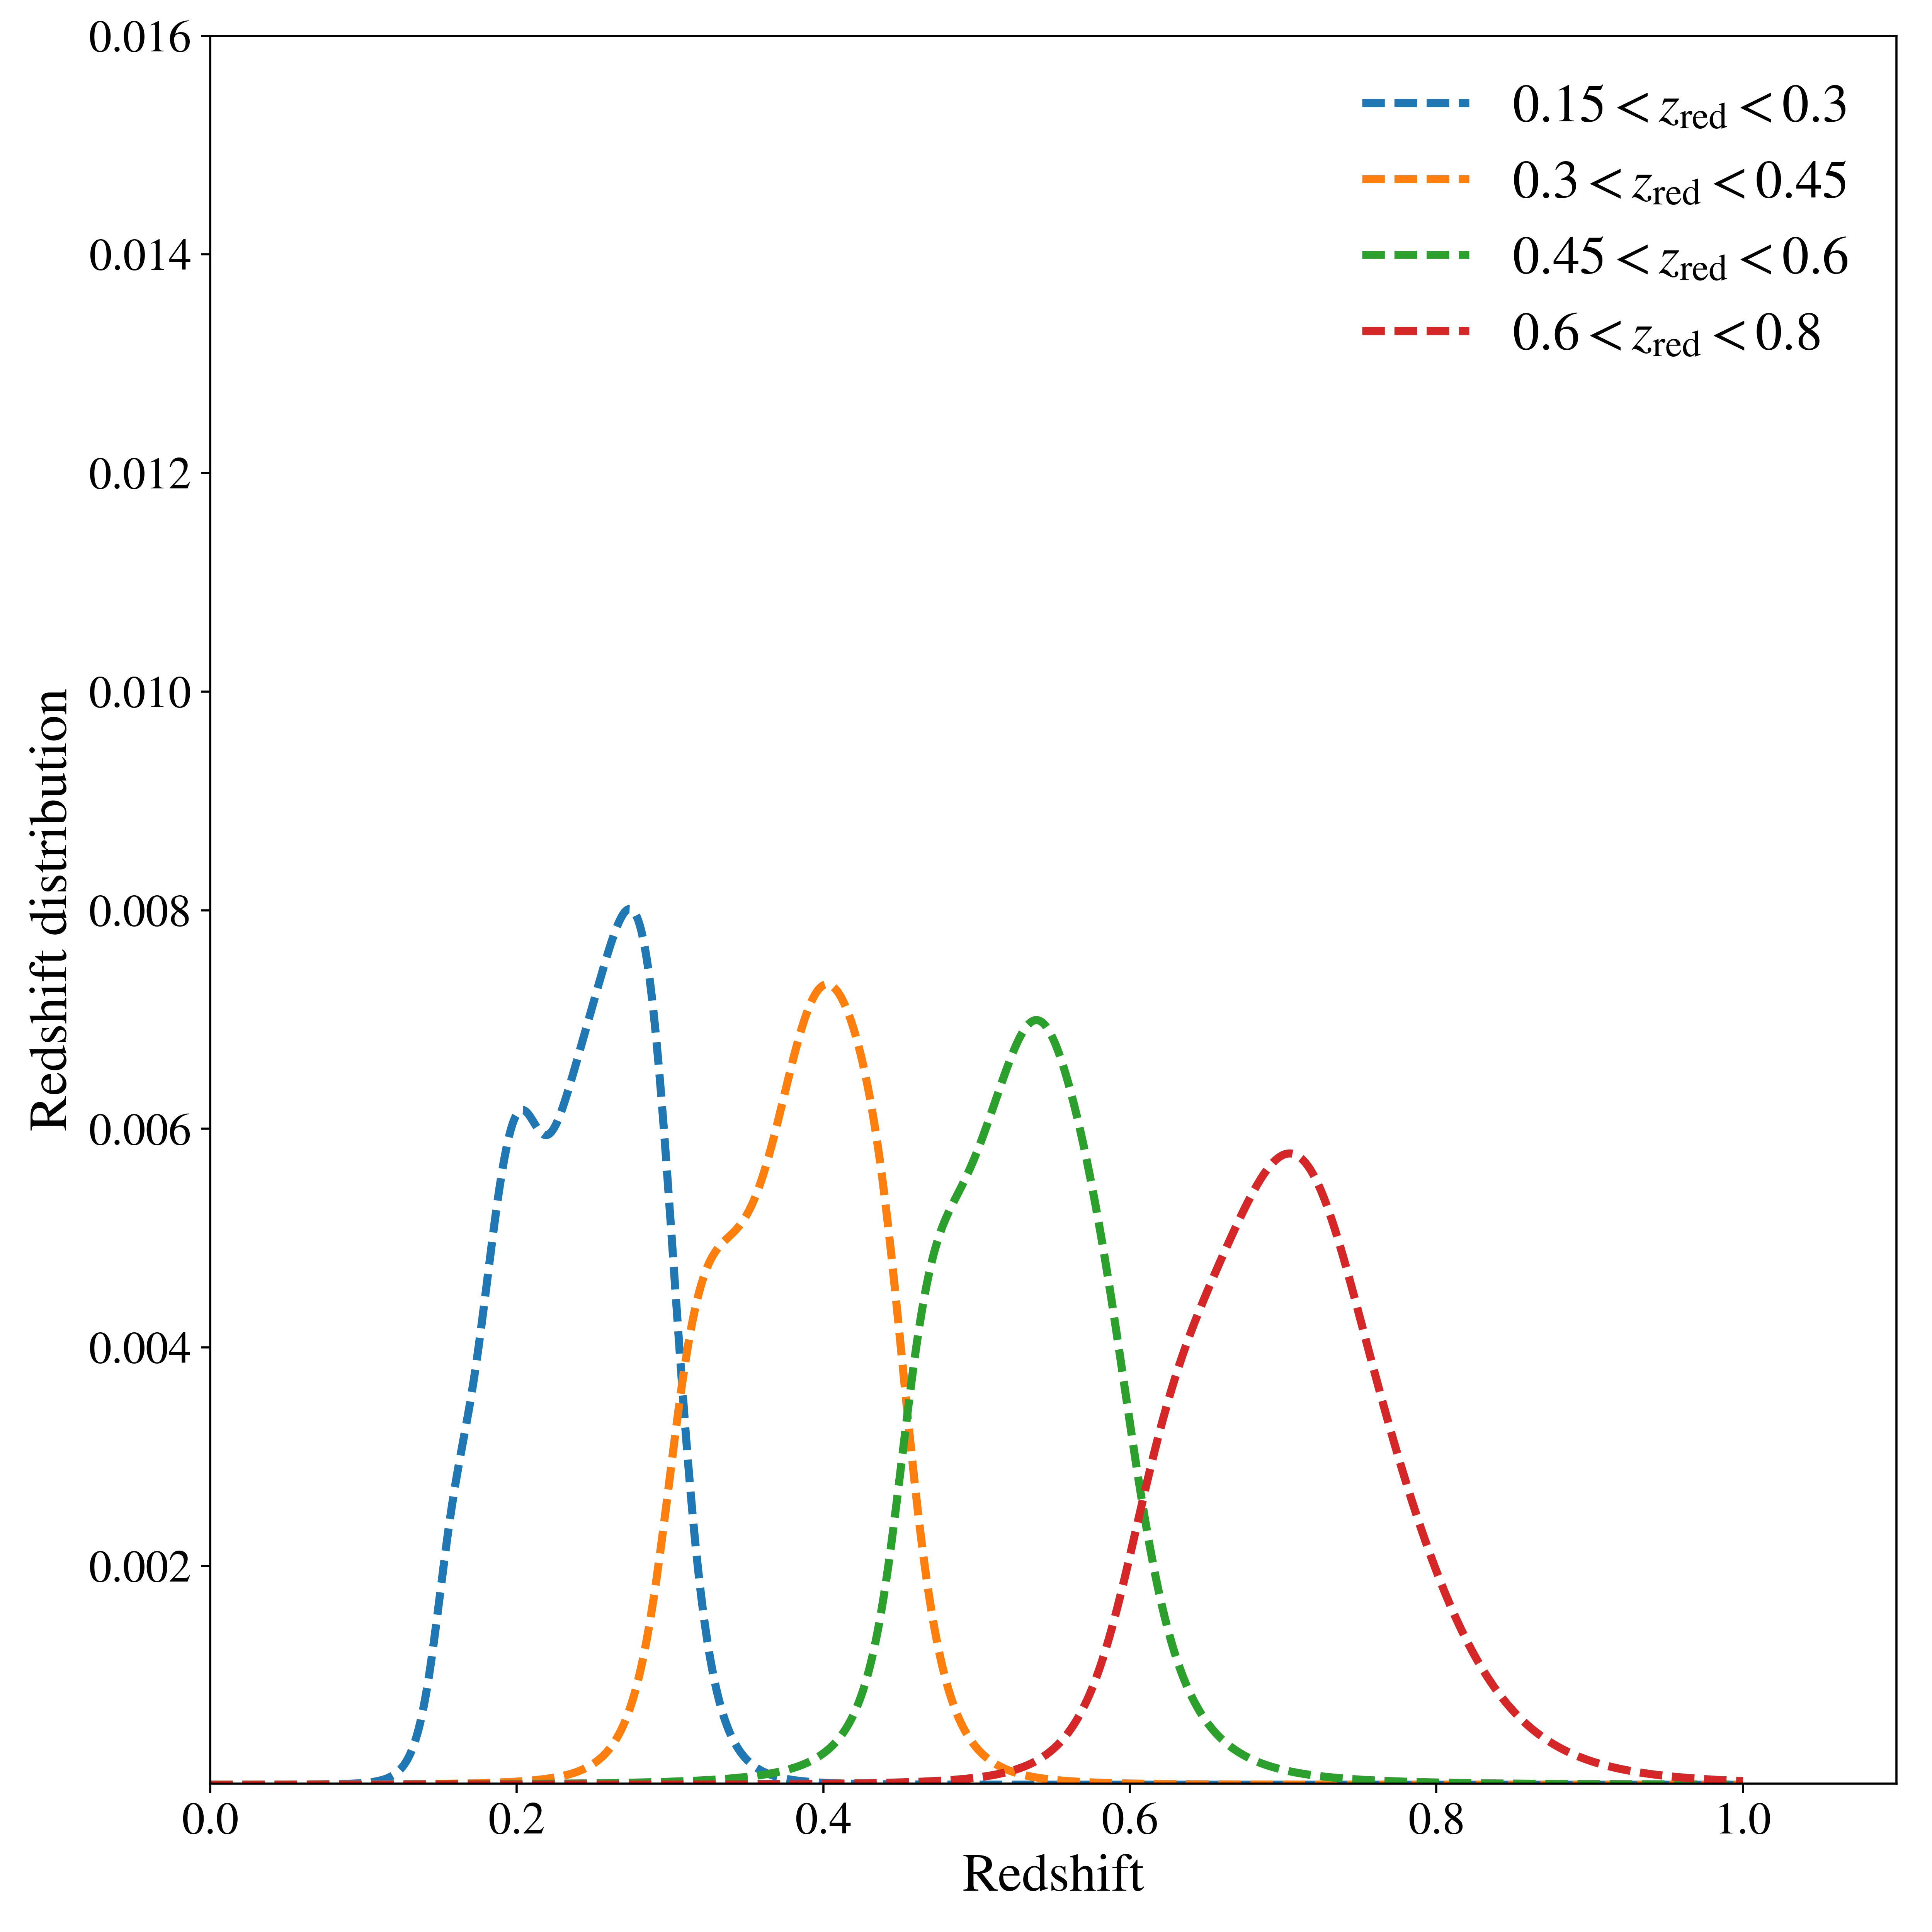 0.016
0.014
0.012
0.010
0.008
0.006
0.004
0.002
Redshift distribution
0.15 < z_red < 0.3
0.3 < z_red < 0.45
0.45 < z_red < 0.6
0.6 < z_red < 0.8
0.0 0.2 0.4 0.6 0.8 1.0
Redshift